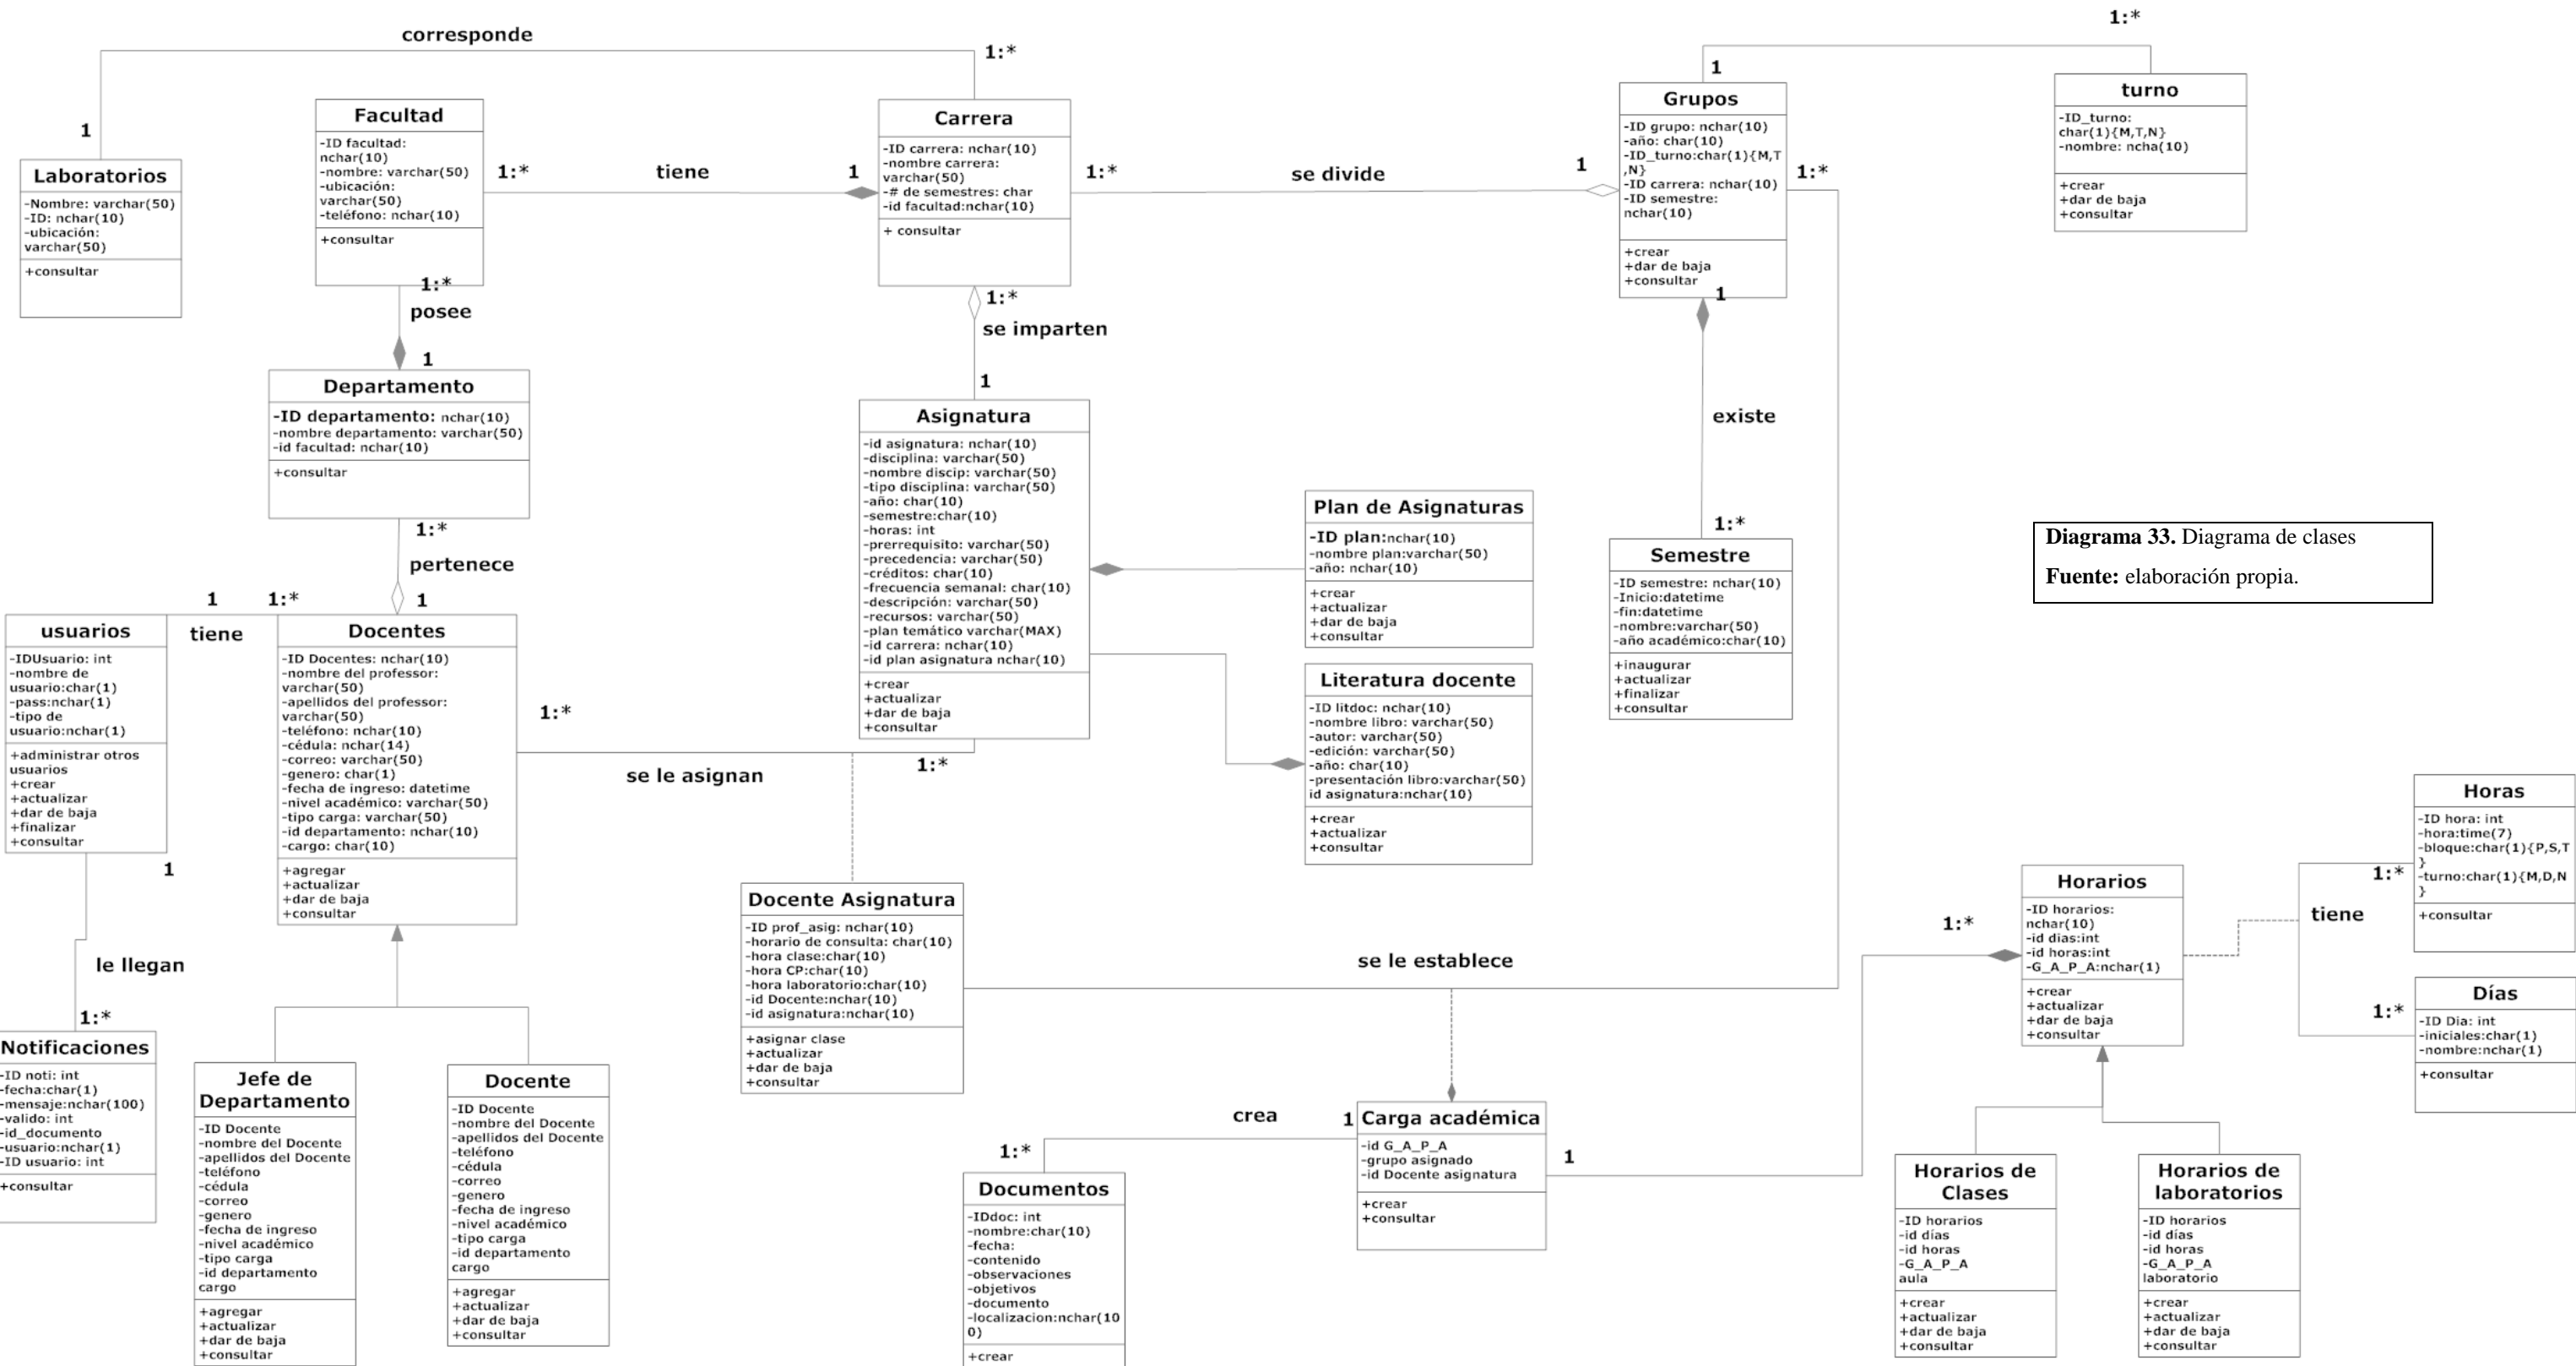 corresponde
1:*
1
Laboratorios
-Nombre: varchar(50)
-ID: nchar(10)
-ubicación:
varchar(50)
+consultar
Facultad
-ID facultad:
nchar(10)
-nombre: varchar(50)
-ubicación:
varchar(50)
-teléfono: nchar(10)
+consultar
1:*
tiene
1
Carrera
-ID carrera: nchar(10)
-nombre carrera:
varchar(50)
-# de semestres: char
-id facultad:nchar(10)
+ consultar
1:*
se divide
1
Grupos
-ID grupo: nchar(10)
-año: char(10)
-ID_turno:char(1){M,T
,N}
-ID carrera: nchar(10)
-ID semestre:
nchar(10)
+crear
+dar de baja
+consultar
1
1:*
1:*
turno
-ID_turno:
char(1){M,T,N}
-nombre: ncha(10)
+crear
+dar de baja
+consultar
1:*
posee
1
Departamento
-ID departamento: nchar(10)
-nombre departamento: varchar(50)
-id facultad: nchar(10)
+consultar
1:*
pertenece
1
1:*
se imparten
1
Asignatura
-id asignatura: nchar(10)
-disciplina: varchar(50)
-nombre discip: varchar(50)
-tipo disciplina: varchar(50)
-año: char(10)
-semestre:char(10)
-horas: int
-prerrequisito: varchar(50)
-precedencia: varchar(50)
-créditos: char(10)
-frecuencia semanal: char(10)
-descripción: varchar(50)
-recursos: varchar(50)
-plan temático varchar(MAX)
-id carrera: nchar(10)
-id plan asignatura nchar(10)
+crear
+actualizar
+dar de baja
+consultar
Plan de Asignaturas
-ID plan:nchar(10)
-nombre plan:varchar(50)
-año: nchar(10)
+crear
+actualizar
+dar de baja
+consultar
Literatura docente
-ID litdoc: nchar(10)
-nombre libro: varchar(50)
-autor: varchar(50)
-edición: varchar(50)
-año: char(10)
-presentación libro:varchar(50)
id asignatura:nchar(10)
+crear
+actualizar
+consultar
1
existe
1:*
Semestre
-ID semestre: nchar(10)
-Inicio:datetime
-fin:datetime
-nombre:varchar(50)
-año académico:char(10)
+inaugurar
+actualizar
+finalizar
+consultar
Diagrama 33. Diagrama de clases
Fuente: elaboración propia.
usuarios
-IDUsuario: int
-nombre de
usuario:char(1)
-pass:nchar(1)
-tipo de
usuario:nchar(1)
+administrar otros
usuarios
+crear
+actualizar
+dar de baja
+finalizar
+consultar
1
tiene
1:*
Docentes
-ID Docentes: nchar(10)
-nombre del professor:
varchar(50)
-apellidos del professor:
varchar(50)
-teléfono: nchar(10)
-cédula: nchar(14)
-correo: varchar(50)
-genero: char(1)
-fecha de ingreso: datetime
-nivel académico: varchar(50)
-tipo carga: varchar(50)
-id departamento: nchar(10)
-cargo: char(10)
+agregar
+actualizar
+dar de baja
+consultar
1:*
se le asignan
1:*
1
le llegan
1:*
Notificaciones
-ID noti: int
-fecha:char(1)
-mensaje:nchar(100)
-valido: int
-id_documento
-usuario:nchar(1)
-ID usuario: int
+consultar
Jefe de
Departamento
-ID Docente
-nombre del Docente
-apellidos del Docente
-teléfono
-cédula
-correo
-genero
-fecha de ingreso
-nivel académico
-tipo carga
-id departamento
cargo
+agregar
+actualizar
+dar de baja
+consultar
Docente
-ID Docente
-nombre del Docente
-apellidos del Docente
-teléfono
-cédula
-correo
-genero
-fecha de ingreso
-nivel académico
-tipo carga
-id departamento
cargo
+agregar
+actualizar
+dar de baja
+consultar
Docente Asignatura
-ID prof_asig: nchar(10)
-horario de consulta: char(10)
-hora clase:char(10)
-hora CP:char(10)
-hora laboratorio:char(10)
-id Docente:nchar(10)
-id asignatura:nchar(10)
+asignar clase
+actualizar
+dar de baja
+consultar
se le establece
crea
1
1:*
Documentos
-IDdoc: int
-nombre:char(10)
-fecha:
-contenido
-observaciones
-objetivos
-documento
-localizacion:nchar(10
0)
+crear
Carga académica
-id G_A_P_A
-grupo asignado
-id Docente asignatura
+crear
+consultar
1
1:*
Horarios
-ID horarios:
nchar(10)
-id dias:int
-id horas:int
-G_A_P_A:nchar(1)
+crear
+actualizar
+dar de baja
+consultar
tiene
1:*
Horas
-ID hora: int
-hora:time(7)
-bloque:char(1){P,S,T
}
-turno:char(1){M,D,N
}
+consultar
1:*
Días
-ID Dia: int
-iniciales:char(1)
-nombre:nchar(1)
+consultar
Horarios de
Clases
-ID horarios
-id días
-id horas
-G_A_P_A
aula
+crear
+actualizar
+dar de baja
+consultar
Horarios de
laboratorios
-ID horarios
-id días
-id horas
-G_A_P_A
laboratorio
+crear
+actualizar
+dar de baja
+consultar